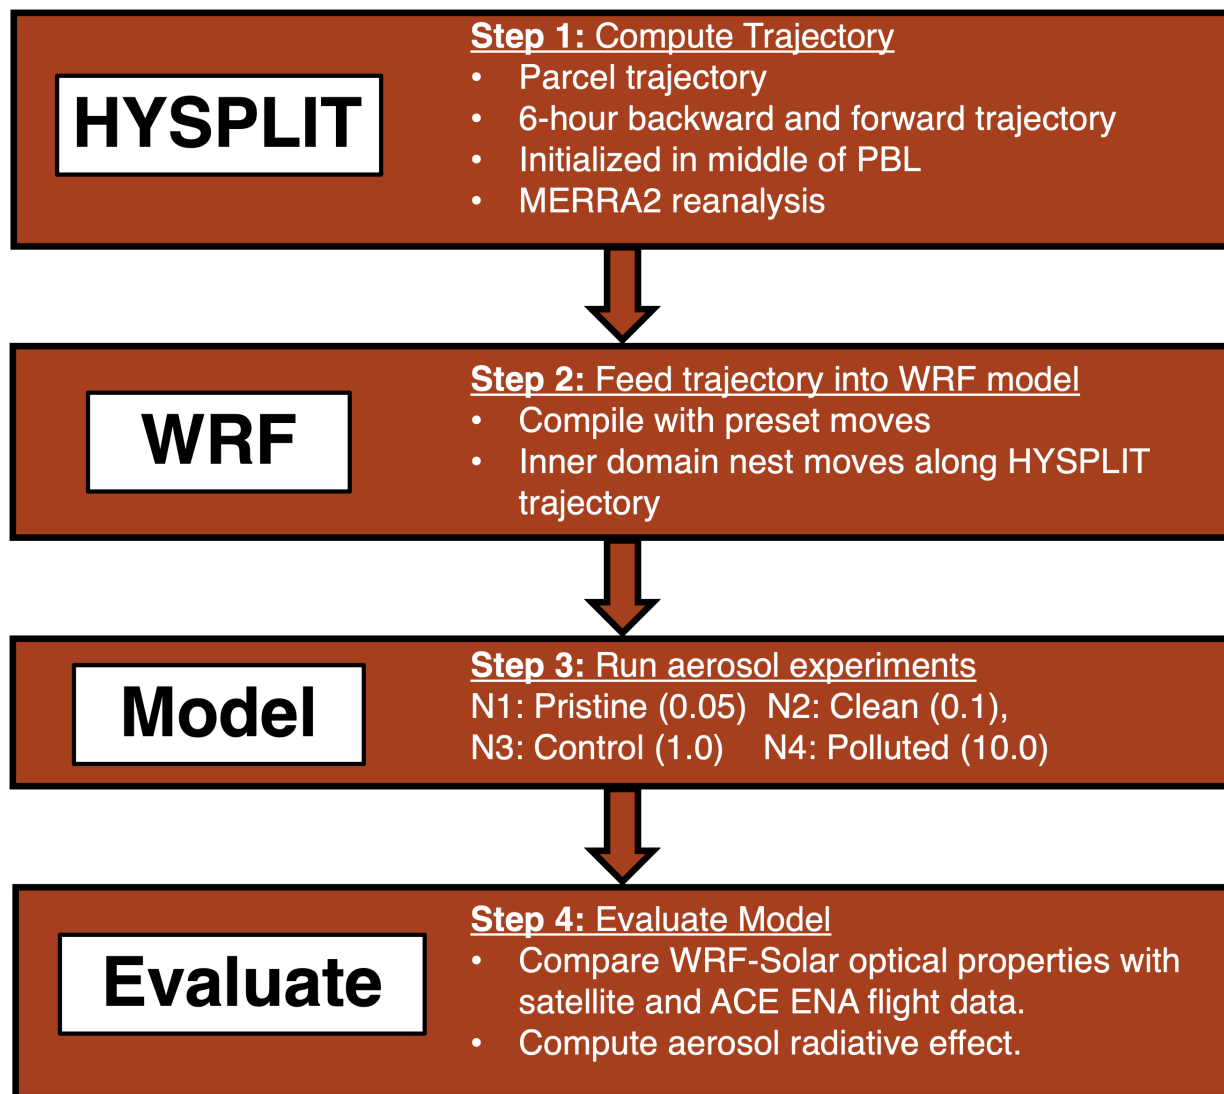 HYSPLIT
Step 1: Compute Trajectory
• Parcel trajectory
• 6-hour backward and forward trajectory
• Initialized in middle of PBL
• MERRA2 reanalysis
WRF
Step 2: Feed trajectory into WRF model
• Compile with preset moves
• Inner domain nest moves along HYSPLIT
trajectory
Model
Step 3: Run aerosol experiments
N1: Pristine (0.05) N2: Clean (0.1),
N3: Control (1.0) N4: Polluted (10.0)
Evaluate
Step 4: Evaluate Model
• Compare WRF-Solar optical properties with
satellite and ACE ENA flight data.
• Compute aerosol radiative effect.